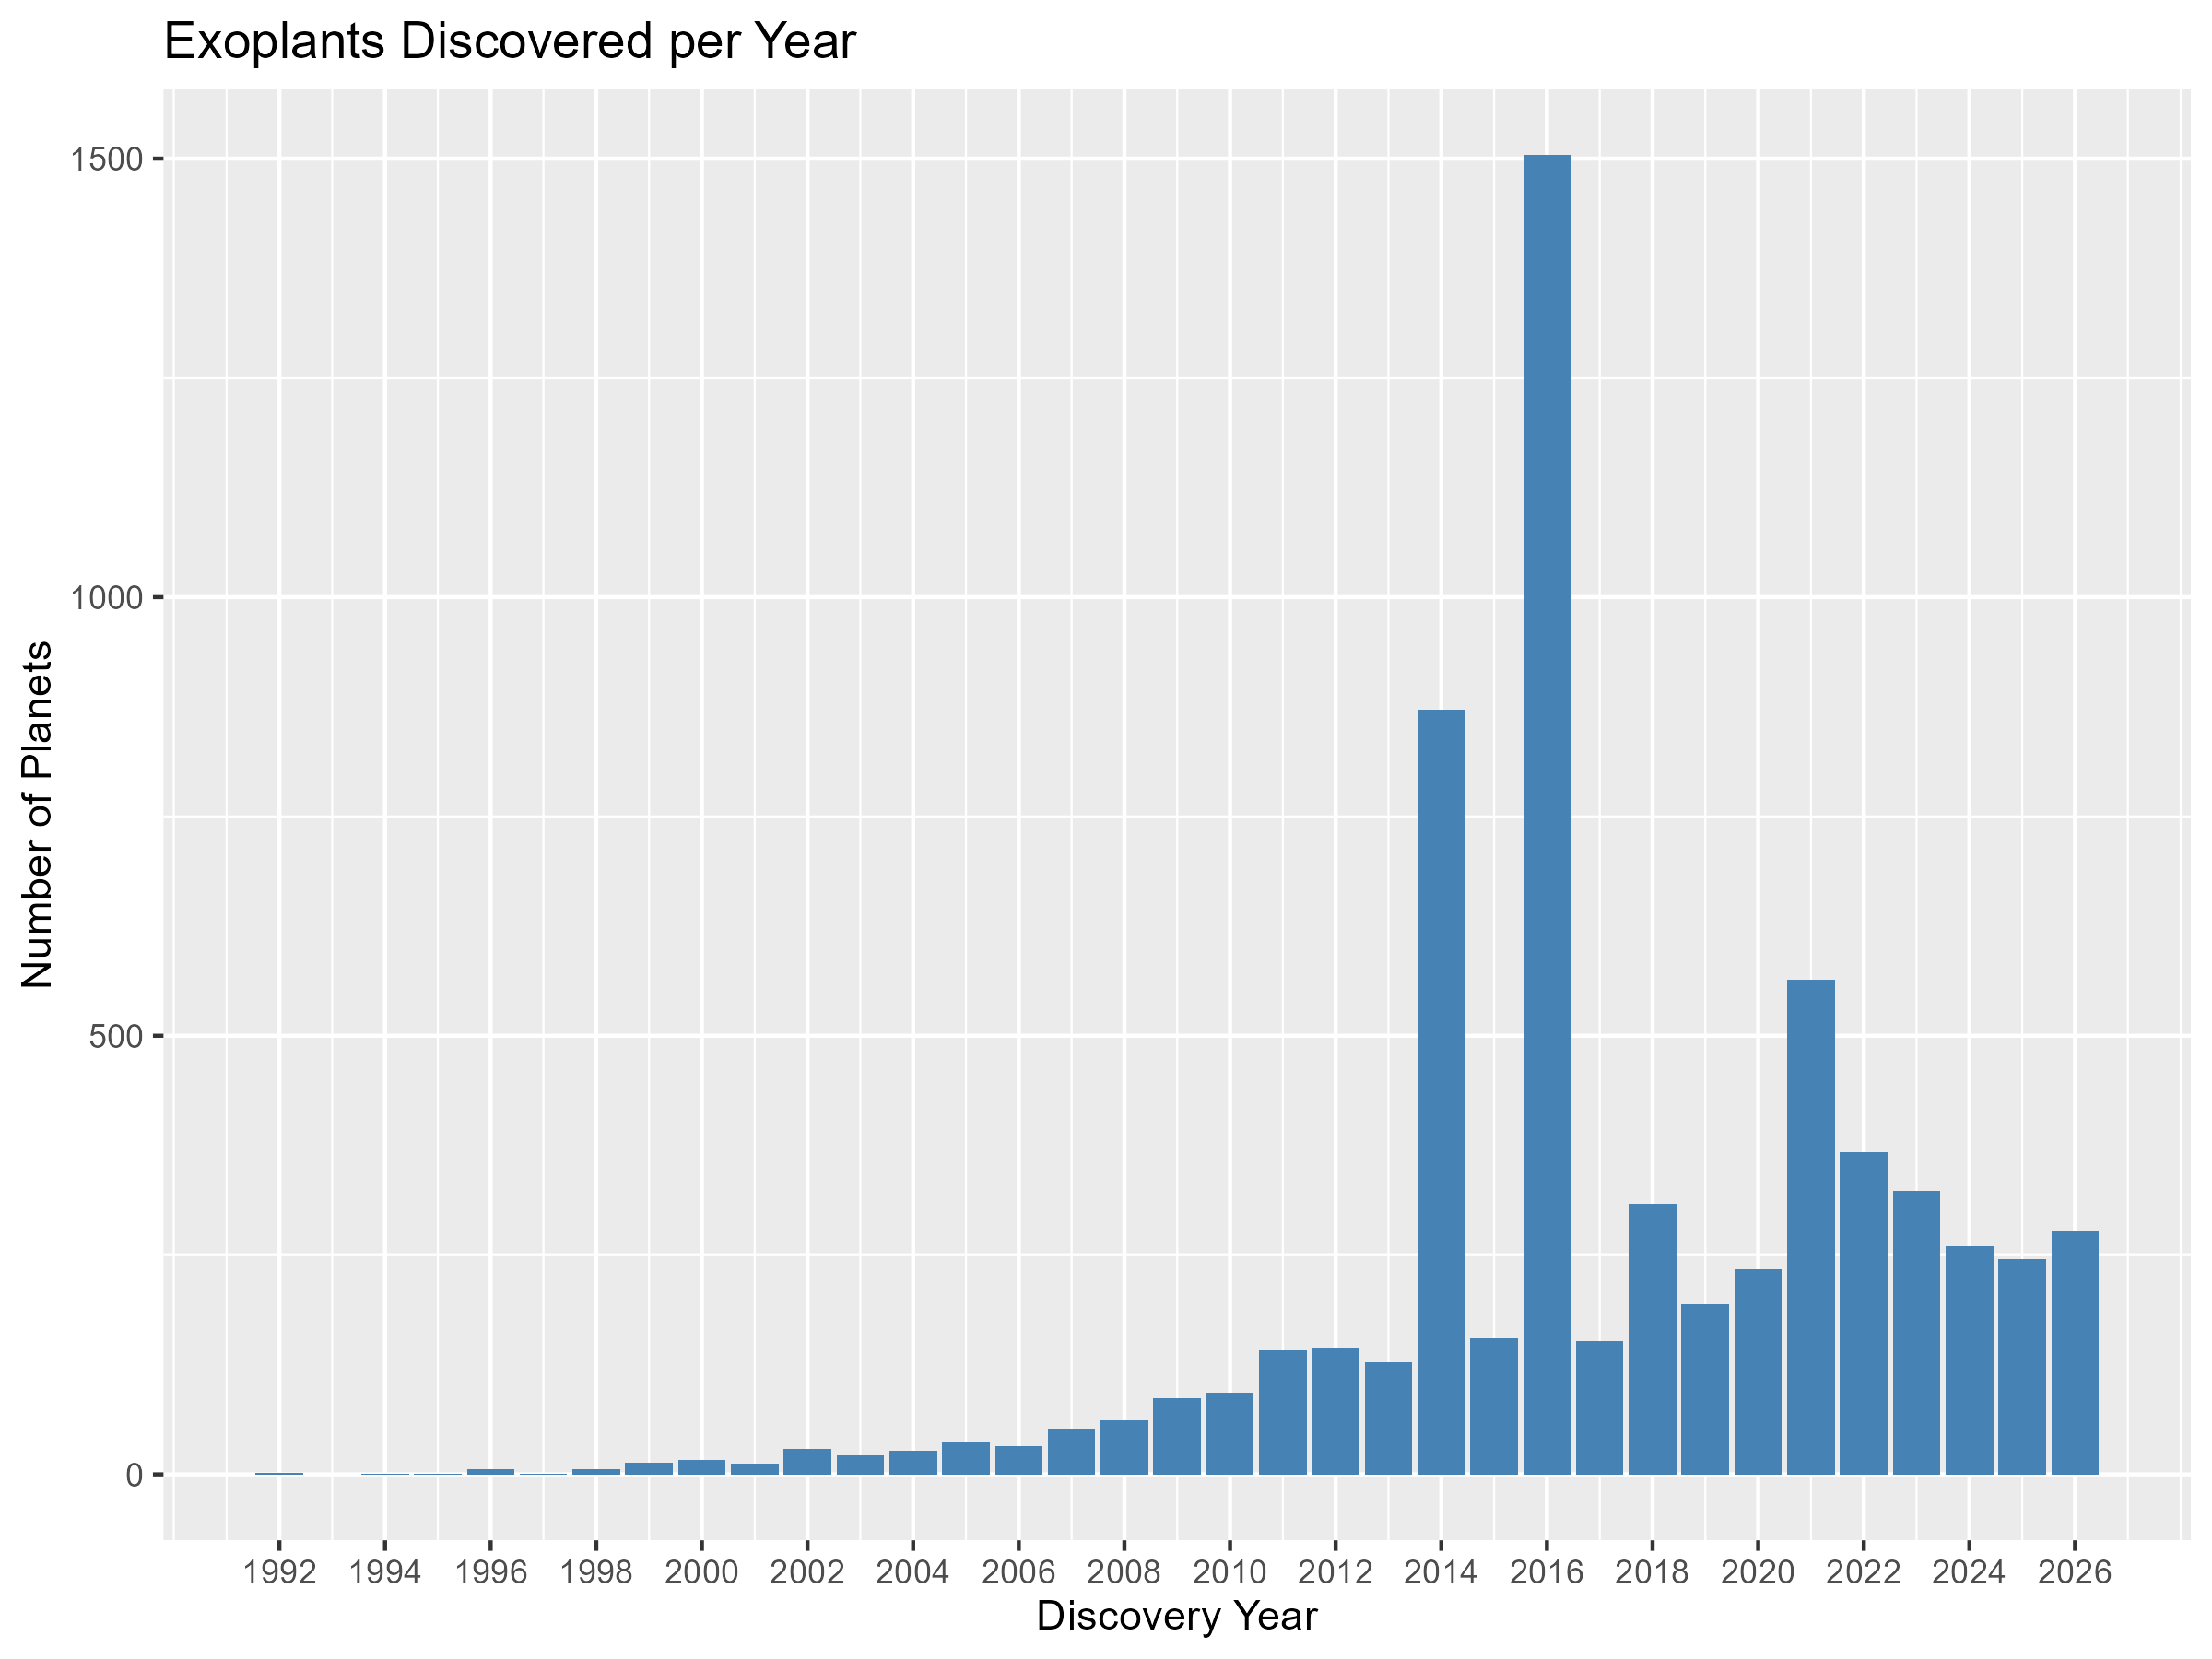 Exoplants Discovered per Year
1500
1000
500
0
Number of Planets
1992 1994 1996 1998 2000 2002 2004 2006 2008 2010 2012 2014 2016 2018 2020 2022 2024 2026
Discovery Year